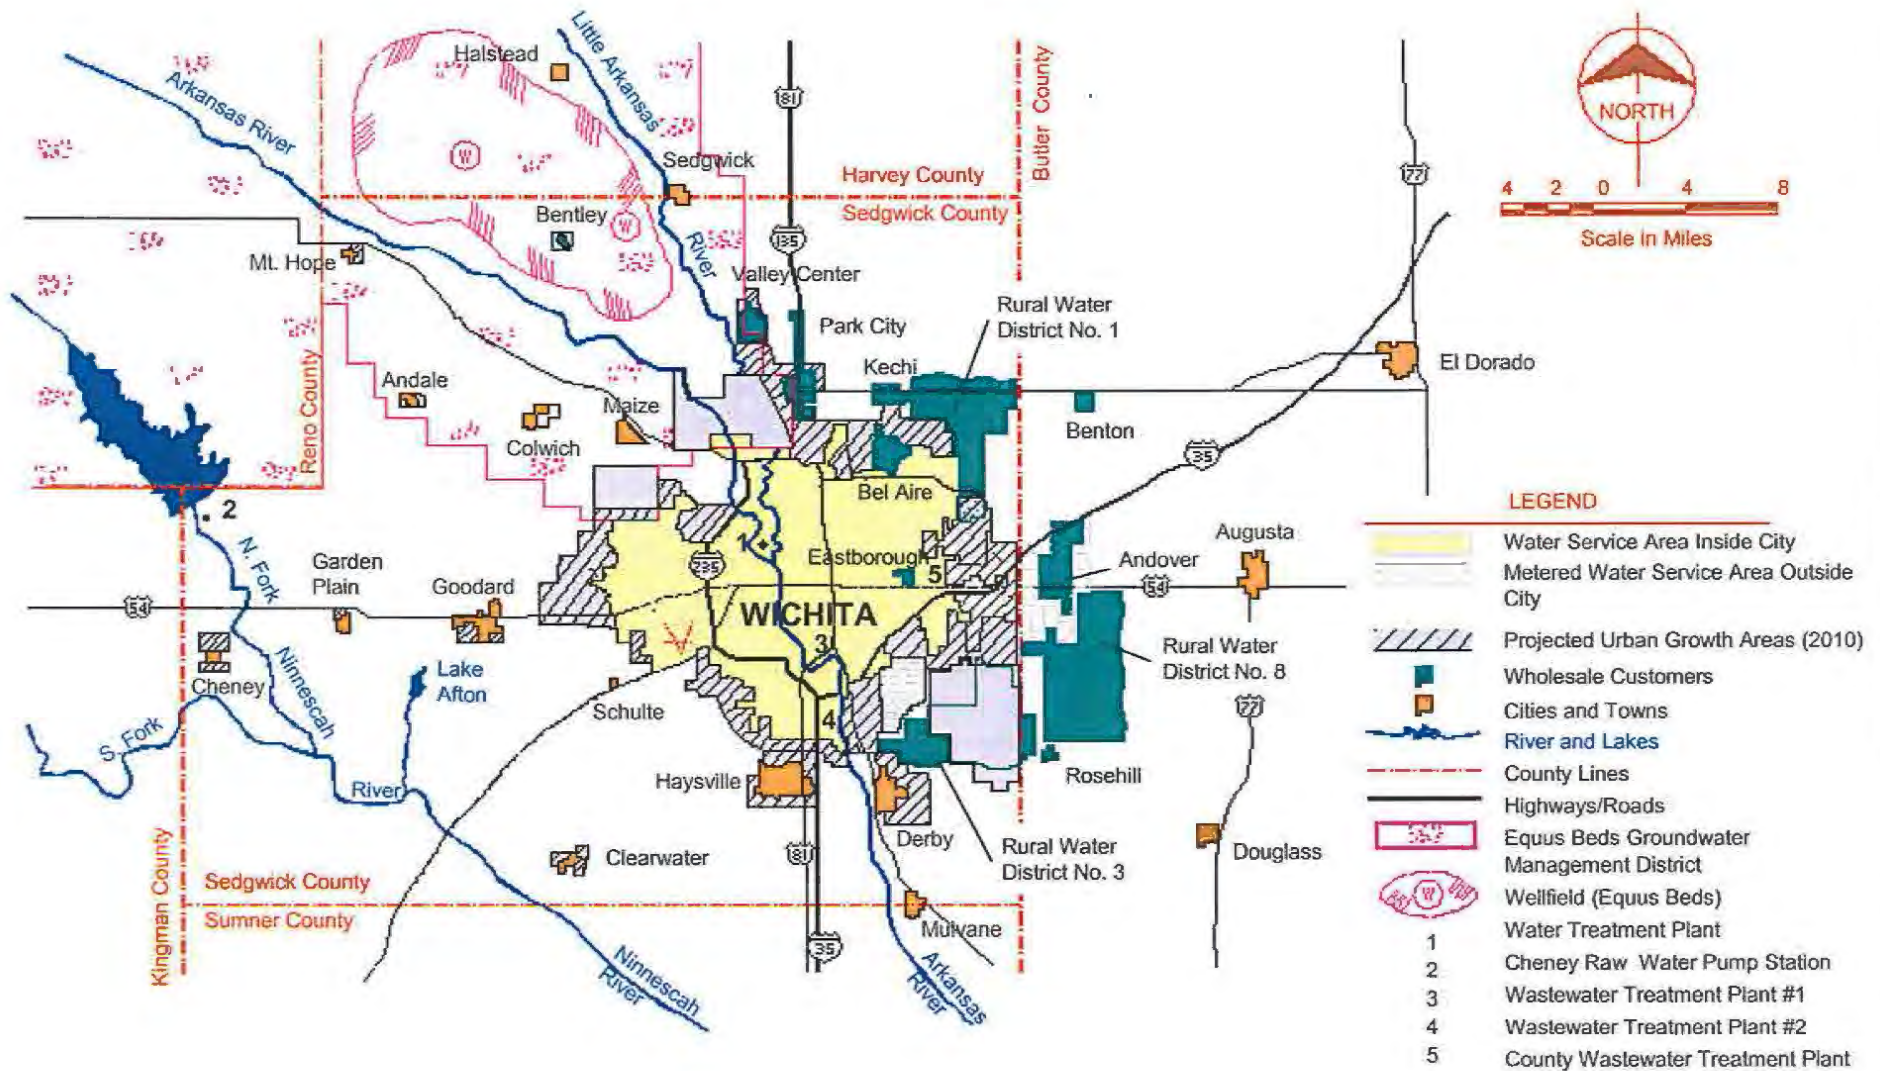 Halstead
Little Arkansas
River
Arkansas River
81
Butler County
77
NORTH
4 2 0 4 8
Scale In Miles
W
Sedgwick
Harvey County
Sedgwick County
Bentley
W
135
Mt. Hope
Valley Center
Park City
Rural Water
District No. 1
Kechi
El Dorado
Reno County
Andale
Maize
Colwich
Benton
35
Bel Aire
2
N. Fork
Ninnescah
Garden
Plain
Goodard
1
235
Eastborough
5
Andover
Augusta
54
54
WICHITA
3
Rural Water
District No. 8
Cheney
Lake
Afton
Schulte
4
77
S. Fork
River
Haysville
Rosehill
Derby
Rural Water
District No. 3
Douglass
Clearwater
81
Kingman County
Sedgwick County
Sumner County
35
Mulvane
Ninnescah
River
Arkansas
River
LEGEND
Water Service Area Inside City
Metered Water Service Area Outside
City
Projected Urban Growth Areas (2010)
Wholesale Customers
Cities and Towns
River and Lakes
County Lines
Highways/Roads
Equus Beds Groundwater
Management District
W
Wellfield (Equus Beds)
1 Water Treatment Plant
2 Cheney Raw Water Pump Station
3 Wastewater Treatment Plant #1
4 Wastewater Treatment Plant #2
5 County Wastewater Treatment Plant